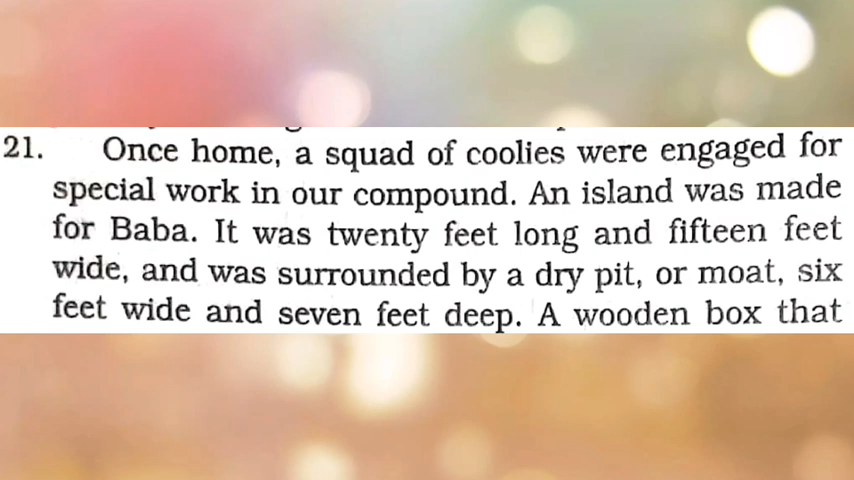 21. Once home, a squad of coolies were engaged for
special work in our compound. An island was made
for Baba. It was twenty feet long and fifteen feet
wide, and was surrounded by a dry pit, or moat, six
feet wide and seven feet deep. A wooden box that